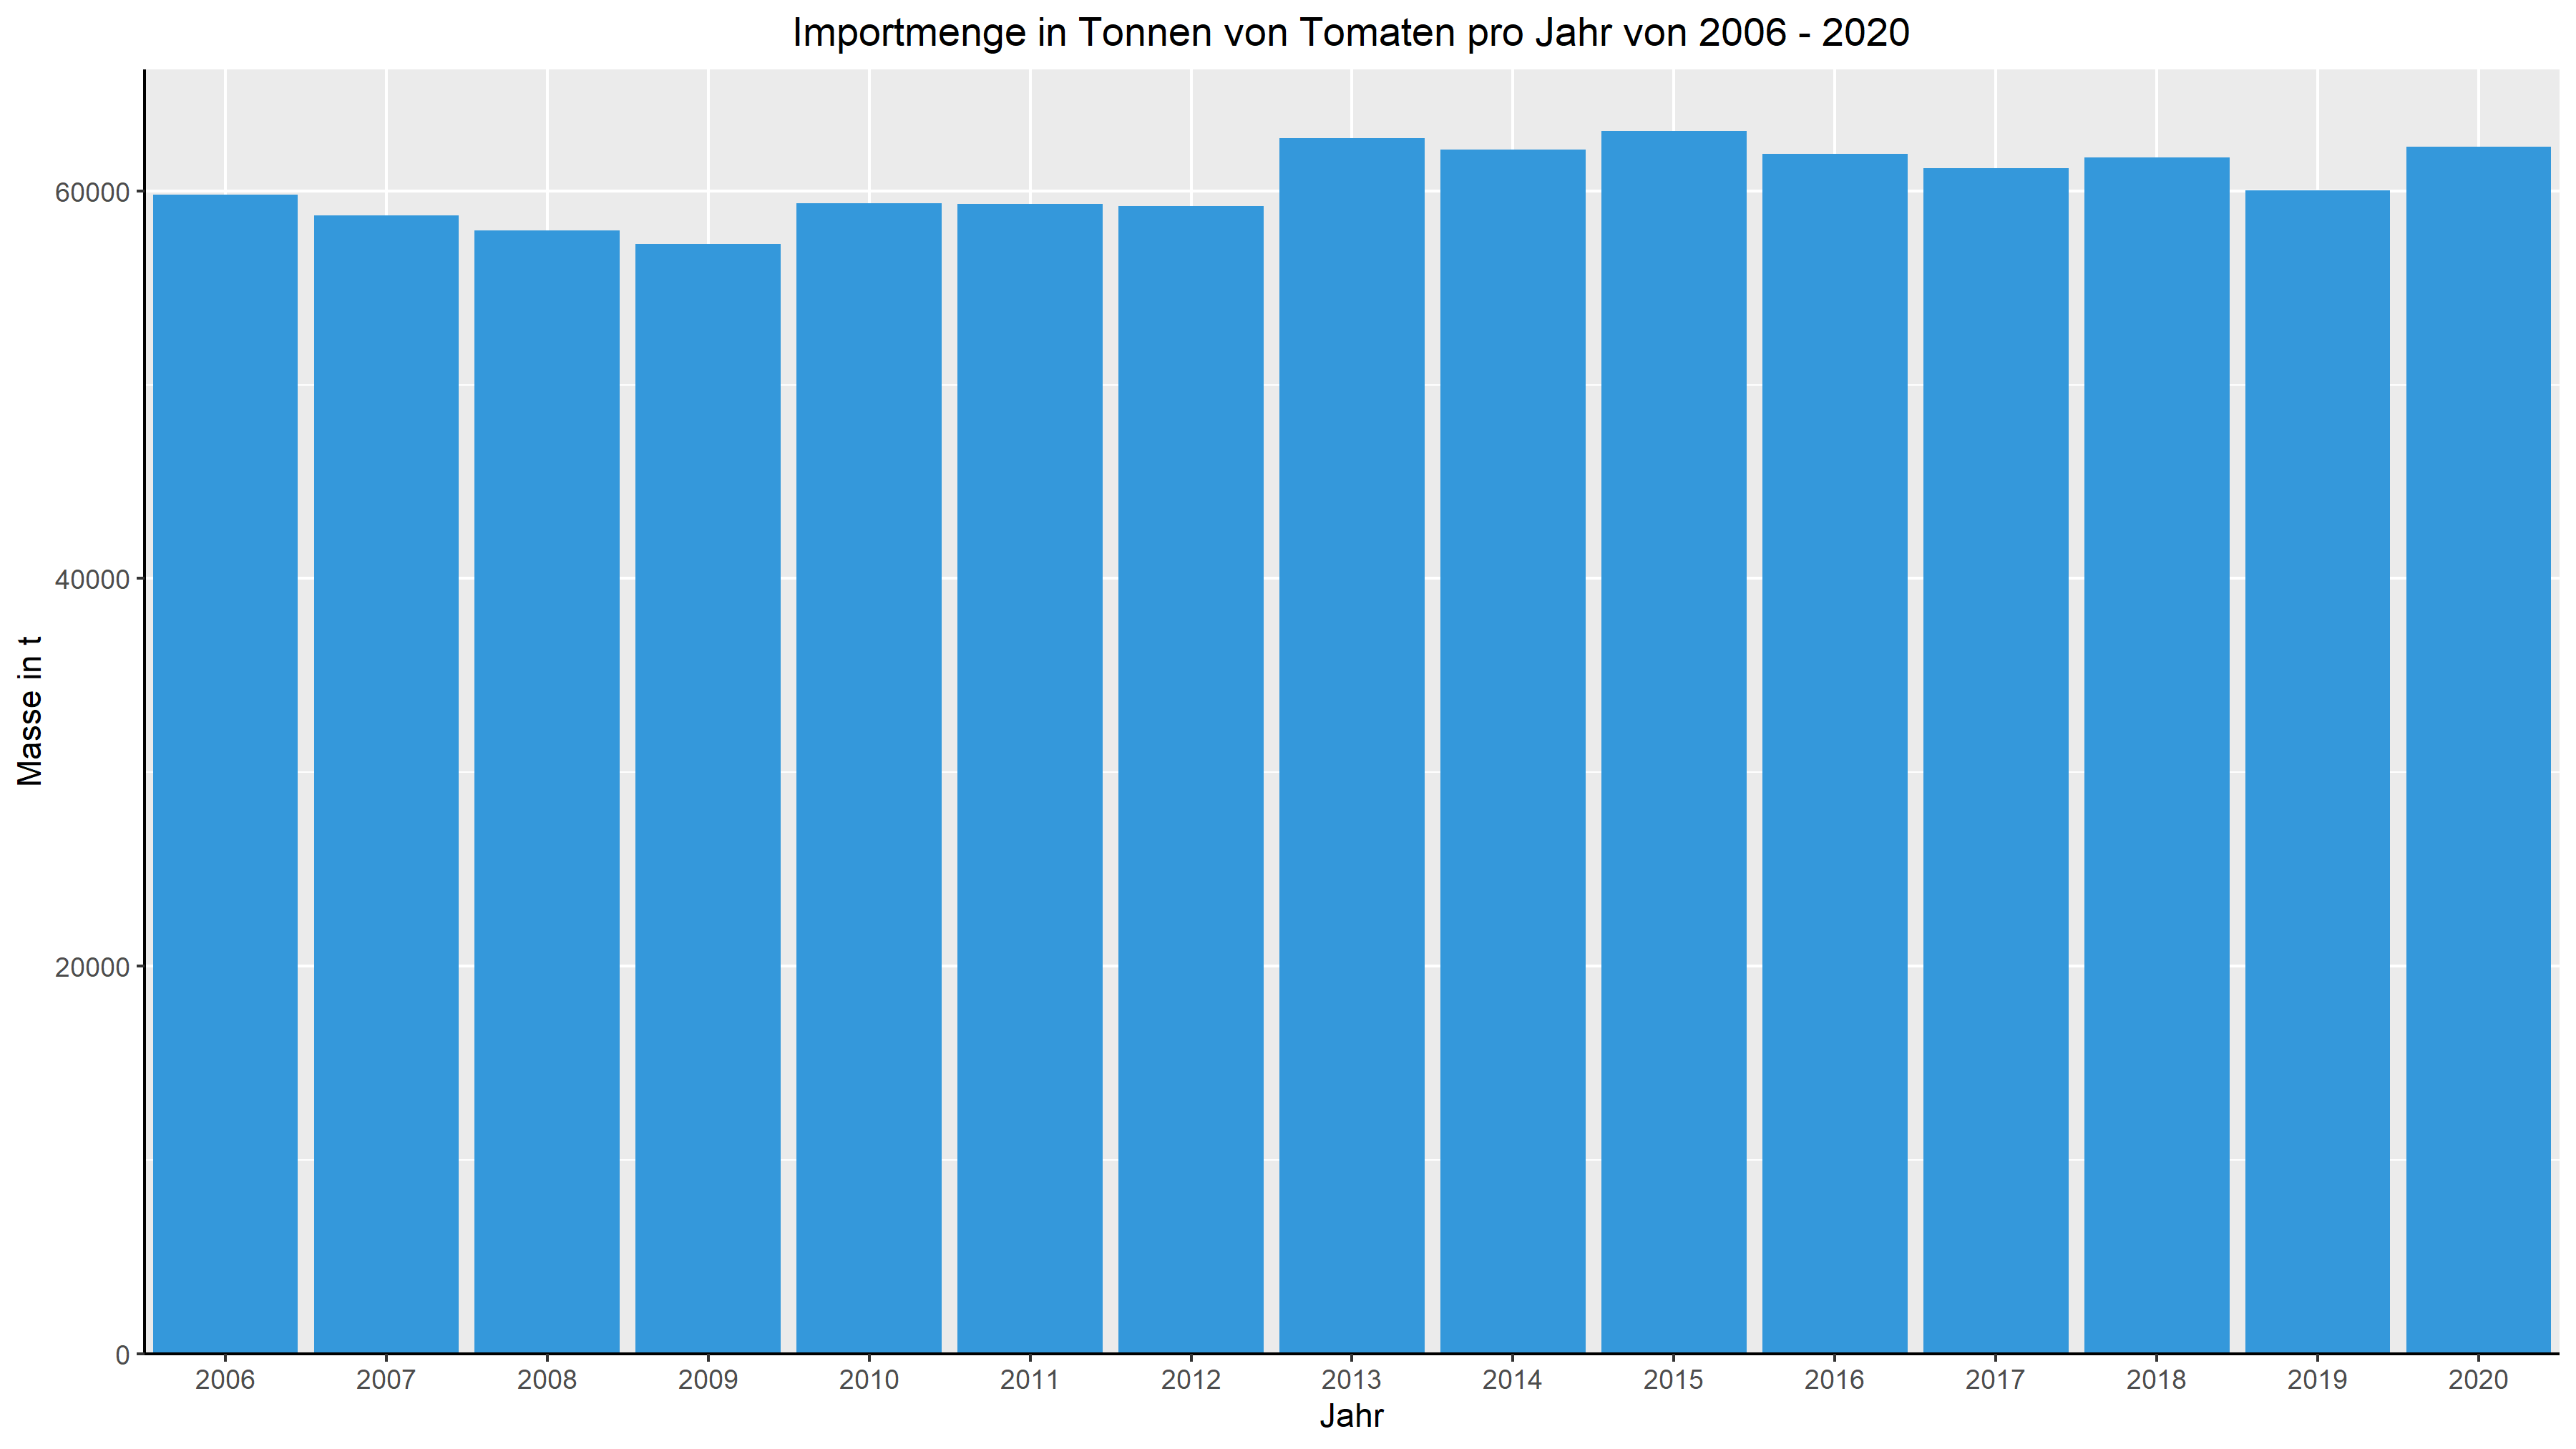 Importmenge in Tonnen von Tomaten pro Jahr von 2006 - 2020
Masse in t
60000
40000
20000
0
2006 2007 2008 2009 2010 2011 2012 2013 2014 2015 2016 2017 2018 2019 2020
Jahr